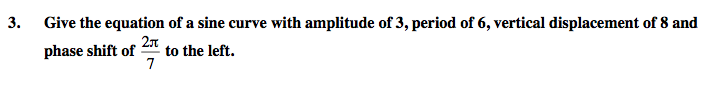 3. Give the equation of a sine curve with amplitude of 3, period of 6, vertical displacement of 8 and
phase shift of 2π/7 to the left.